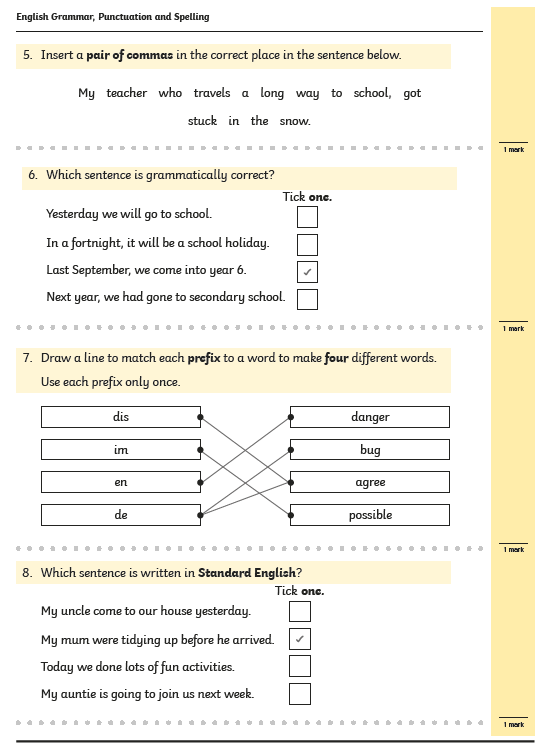 English Grammar, Punctuation and Spelling
5. Insert a pair of commas in the correct place in the sentence below.
My teacher who travels a long way to school, got
stuck in the snow.
1 mark
6. Which sentence is grammatically correct?
Tick one.
Yesterday we will go to school.
In a fortnight, it will be a school holiday.
Last September, we come into year 6.
✓
Next year, we had gone to secondary school.
1 mark
7. Draw a line to match each prefix to a word to make four different words.
Use each prefix only once.
dis danger
im bug
en agree
de possible
1 mark
8. Which sentence is written in Standard English?
Tick one.
My uncle come to our house yesterday.
My mum were tidying up before he arrived.
✓
Today we done lots of fun activities.
My auntie is going to join us next week.
1 mark